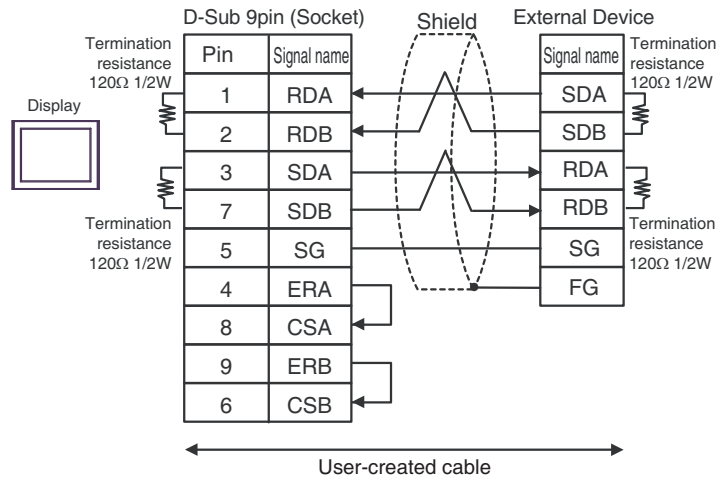 D-Sub 9pin (Socket)
Shield
External Device
Termination
resistance
120Ω 1/2W
Pin Signal name
Signal name
Termination
resistance
120Ω 1/2W
Display
1 RDA SDA
2 RDB SDB
3 SDA RDA
7 SDB RDB
Termination
resistance
120Ω 1/2W
5 SG SG
Termination
resistance
120Ω 1/2W
4 ERA FG
8 CSA
9 ERB
6 CSB
User-created cable